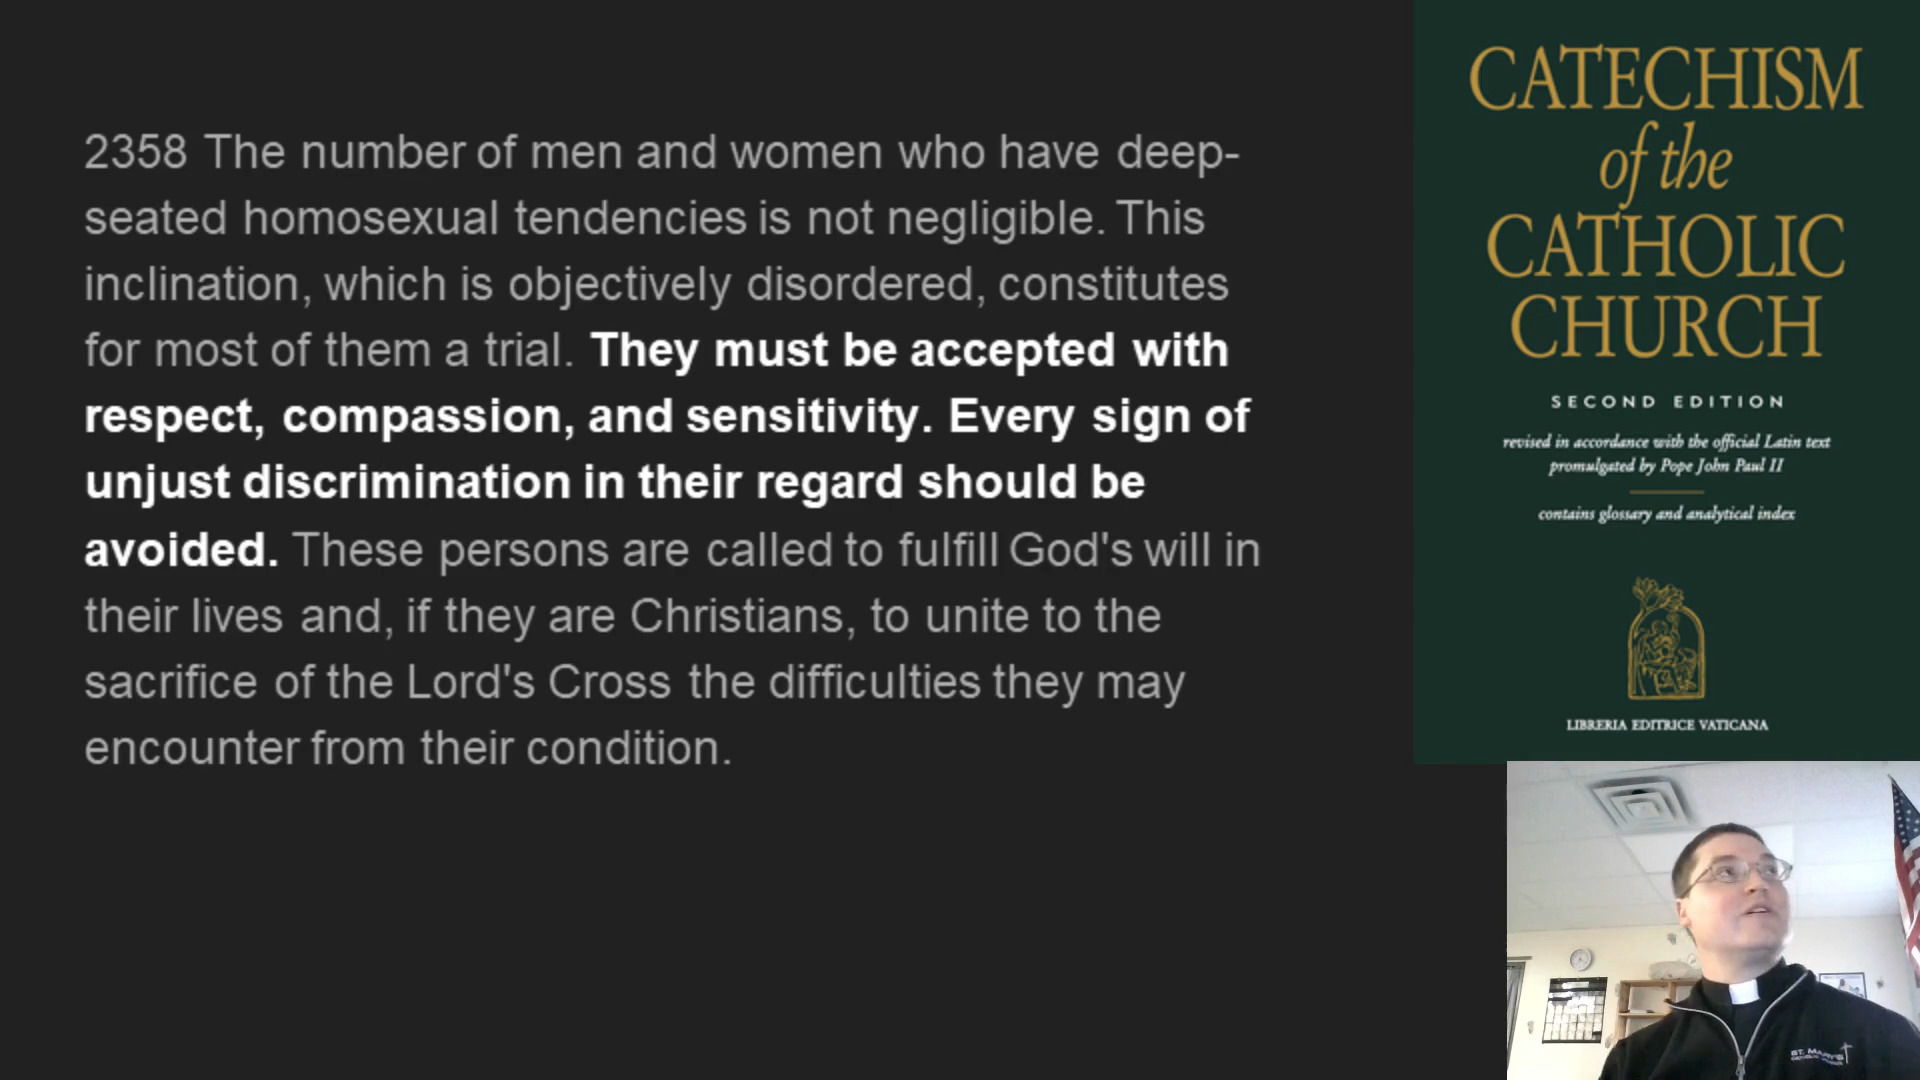 2358 The number of men and women who have deep-
seated homosexual tendencies is not negligible. This
inclination, which is objectively disordered, constitutes
for most of them a trial. They must be accepted with
respect, compassion, and sensitivity. Every sign of
unjust discrimination in their regard should be
avoided. These persons are called to fulfill God's will in
their lives and, if they are Christians, to unite to the
sacrifice of the Lord's Cross the difficulties they may
encounter from their condition.
CATECHISM
of the
CATHOLIC
CHURCH
SECOND EDITION
revised in accordance with the official Latin text
promulgated by Pope John Paul II
contains glossary and analytical index
LIBRERIA EDITRICE VATICANA
ST. MARY'S